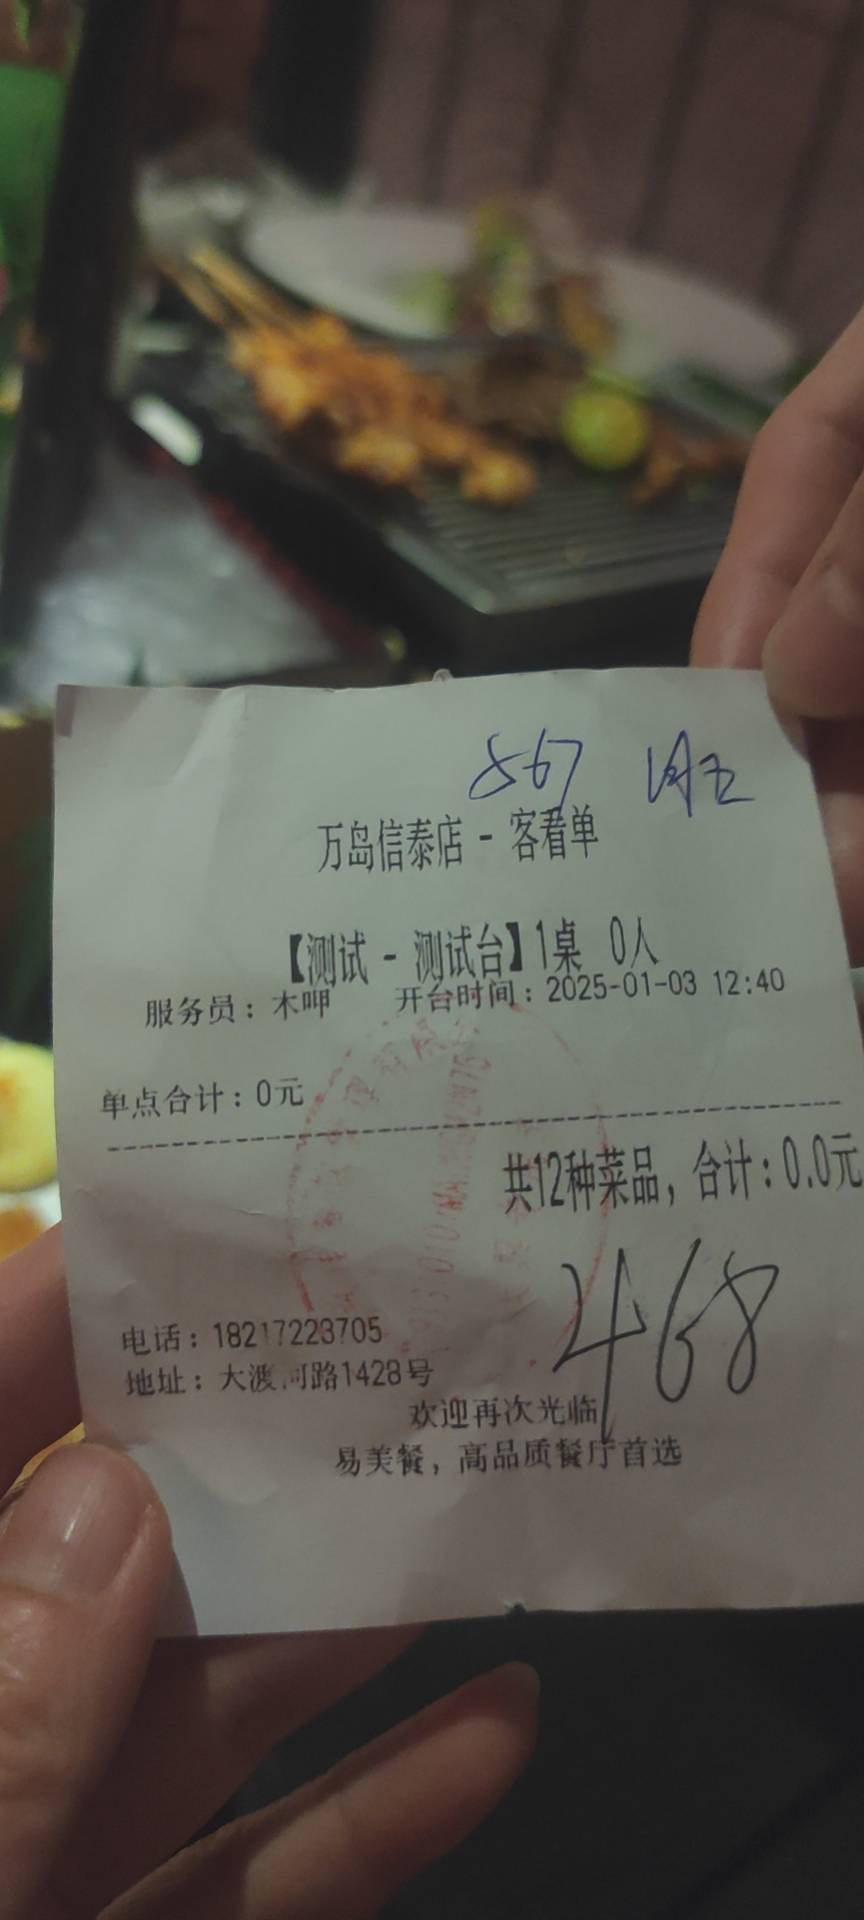 867
万岛信泰店 - 客看单
【测试 - 测试台】1桌 0人
服务员：木呷 开台时间：2025-01-03 12:40
单点合计：0元
共12种菜品，合计：0.0元
468
电话：18217223705
地址：大渡河路1428号
欢迎再次光临
易美餐，高品质餐厅首选